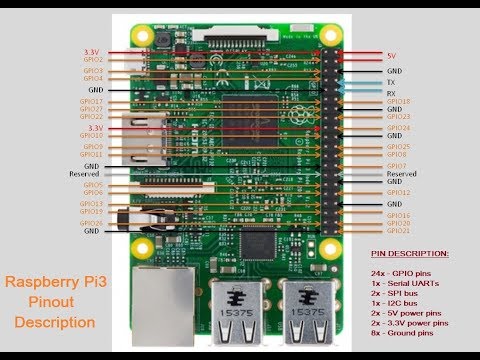 3.3V
GPIO2
GPIO3
GPIO4
GND
GPIO17
GPIO27
GPIO22
3.3V
GPIO10
GPIO9
GPIO11
GND
Reserved
GPIO5
GPIO6
GPIO13
GPIO19
GPIO26
GND
5V
GND
TX
RX
GPIO18
GND
GPIO23
GPIO24
GND
GPIO25
GPIO8
GPIO7
Reserved
GND
GPIO12
GND
GPIO16
GPIO20
GPIO21
15375
15375
Raspberry Pi3
Pinout
Description
PIN DESCRIPTION:
24x - GPIO pins
1x - Serial UARTs
2x - SPI bus
1x - I2C bus
2x - 5V power pins
2x - 3.3V power pins
8x - Ground pins